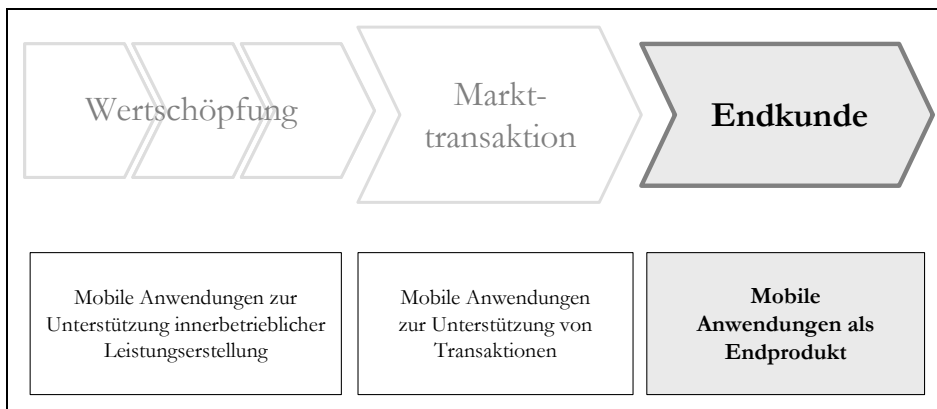 Wertschöpfung
Markt-
transaktion
Endkunde
Mobile Anwendungen zur
Unterstützung innerbetrieblicher
Leistungserstellung
Mobile Anwendungen
zur Unterstützung von
Transaktionen
Mobile
Anwendungen als
Endprodukt